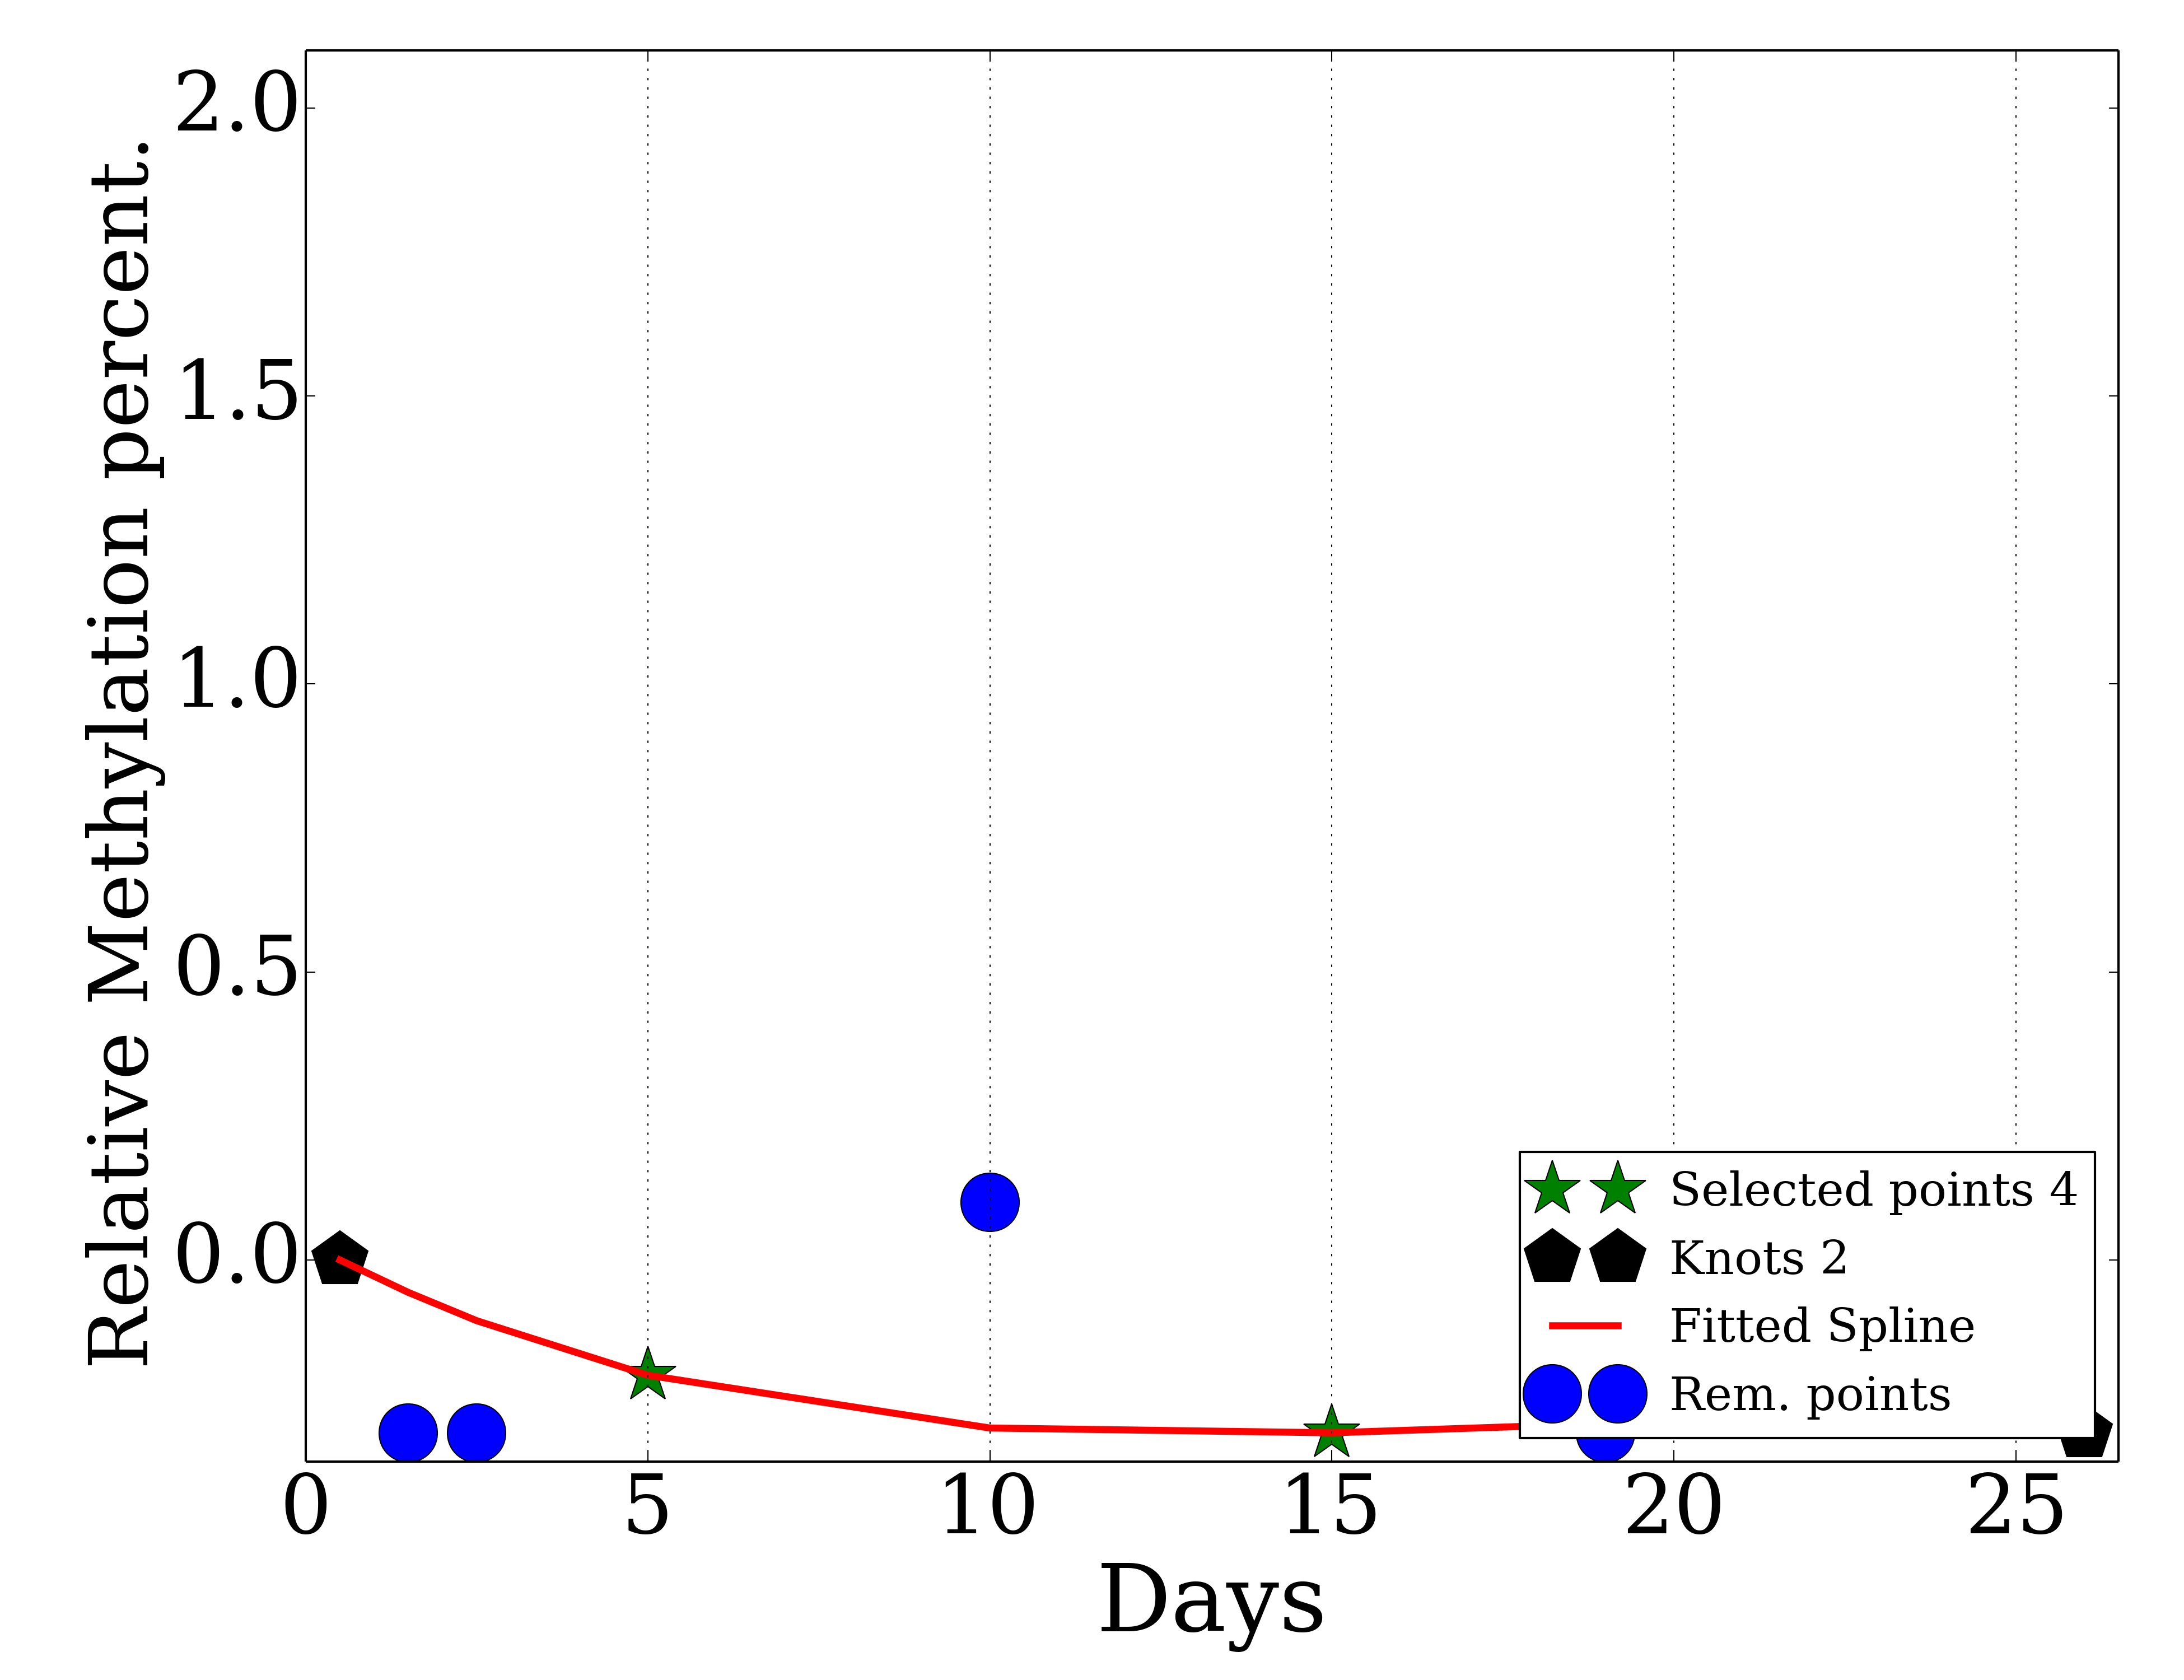 2.0
1.5
1.0
0.5
0.0
Relative Methylation percent.
0 5 10 15 20 25
Days
Selected points 4
Knots 2
Fitted Spline
Rem. points